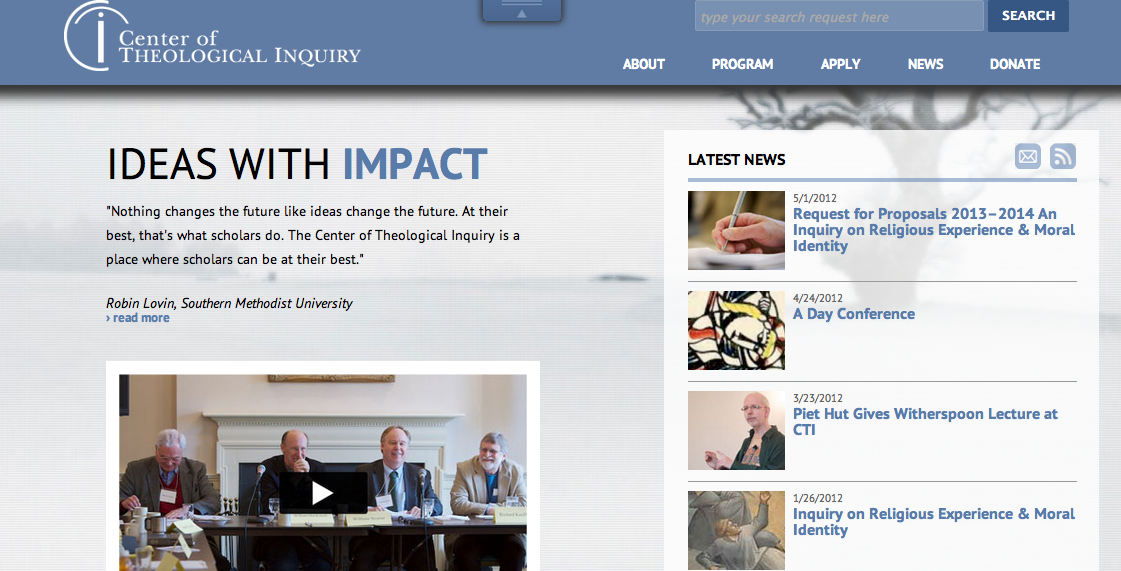 Center of
THEOLOGICAL INQUIRY
type your search request here
SEARCH
ABOUT
PROGRAM
APPLY
NEWS
DONATE
IDEAS WITH IMPACT
"Nothing changes the future like ideas change the future. At their
best, that's what scholars do. The Center of Theological Inquiry is a
place where scholars can be at their best."
Robin Lovin, Southern Methodist University
› read more
LATEST NEWS
5/1/2012
Request for Proposals 2013–2014 An
Inquiry on Religious Experience & Moral
Identity
4/24/2012
A Day Conference
3/23/2012
Piet Hut Gives Witherspoon Lecture at
CTI
1/26/2012
Inquiry on Religious Experience & Moral
Identity